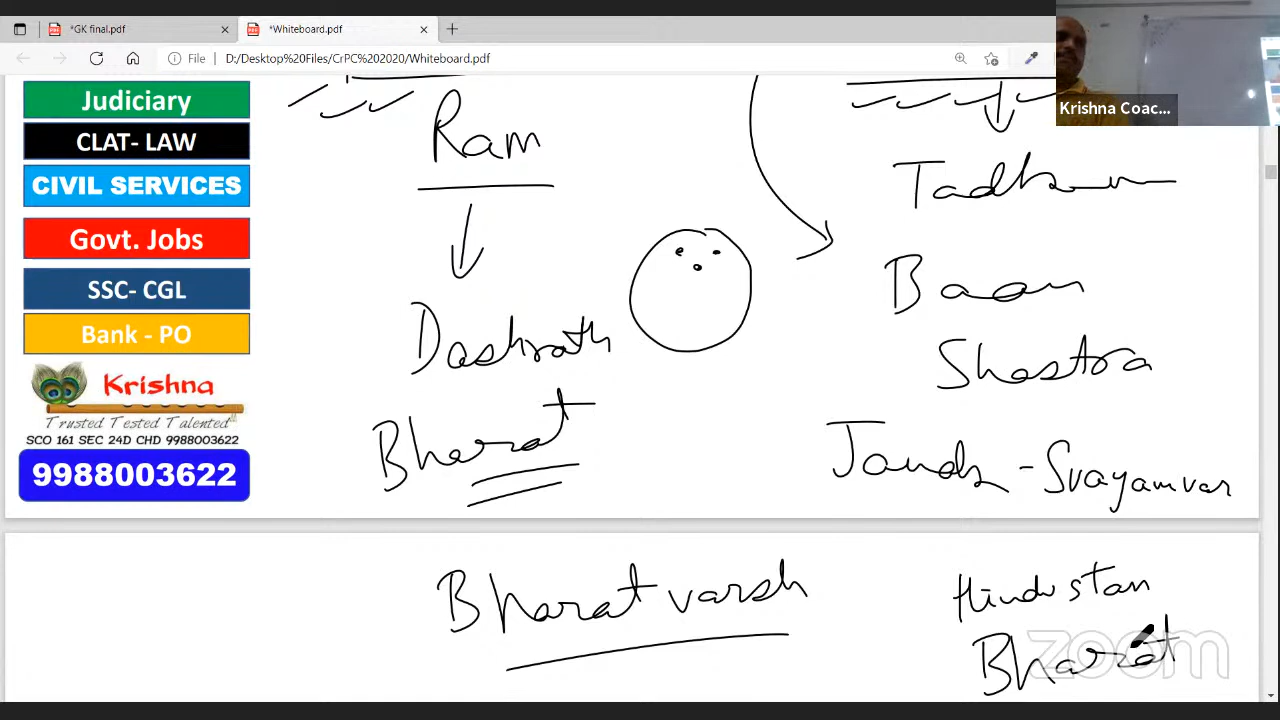 *GK final.pdf
*Whiteboard.pdf
File D:/Desktop%20Files/CrPC%202020/Whiteboard.pdf
Krishna Coac...
Judiciary
CLAT- LAW
CIVIL SERVICES
Govt. Jobs
SSC- CGL
Bank - PO
Krishna
Trusted Tested Talented
SCO 161 SEC 24D CHD 9988003622
9988003622
Ram
Dashrath
Bharat
Baan
Shastra
Janak - Svayamvar
Bharatvarsh
Hindustan
Bharat
zoom